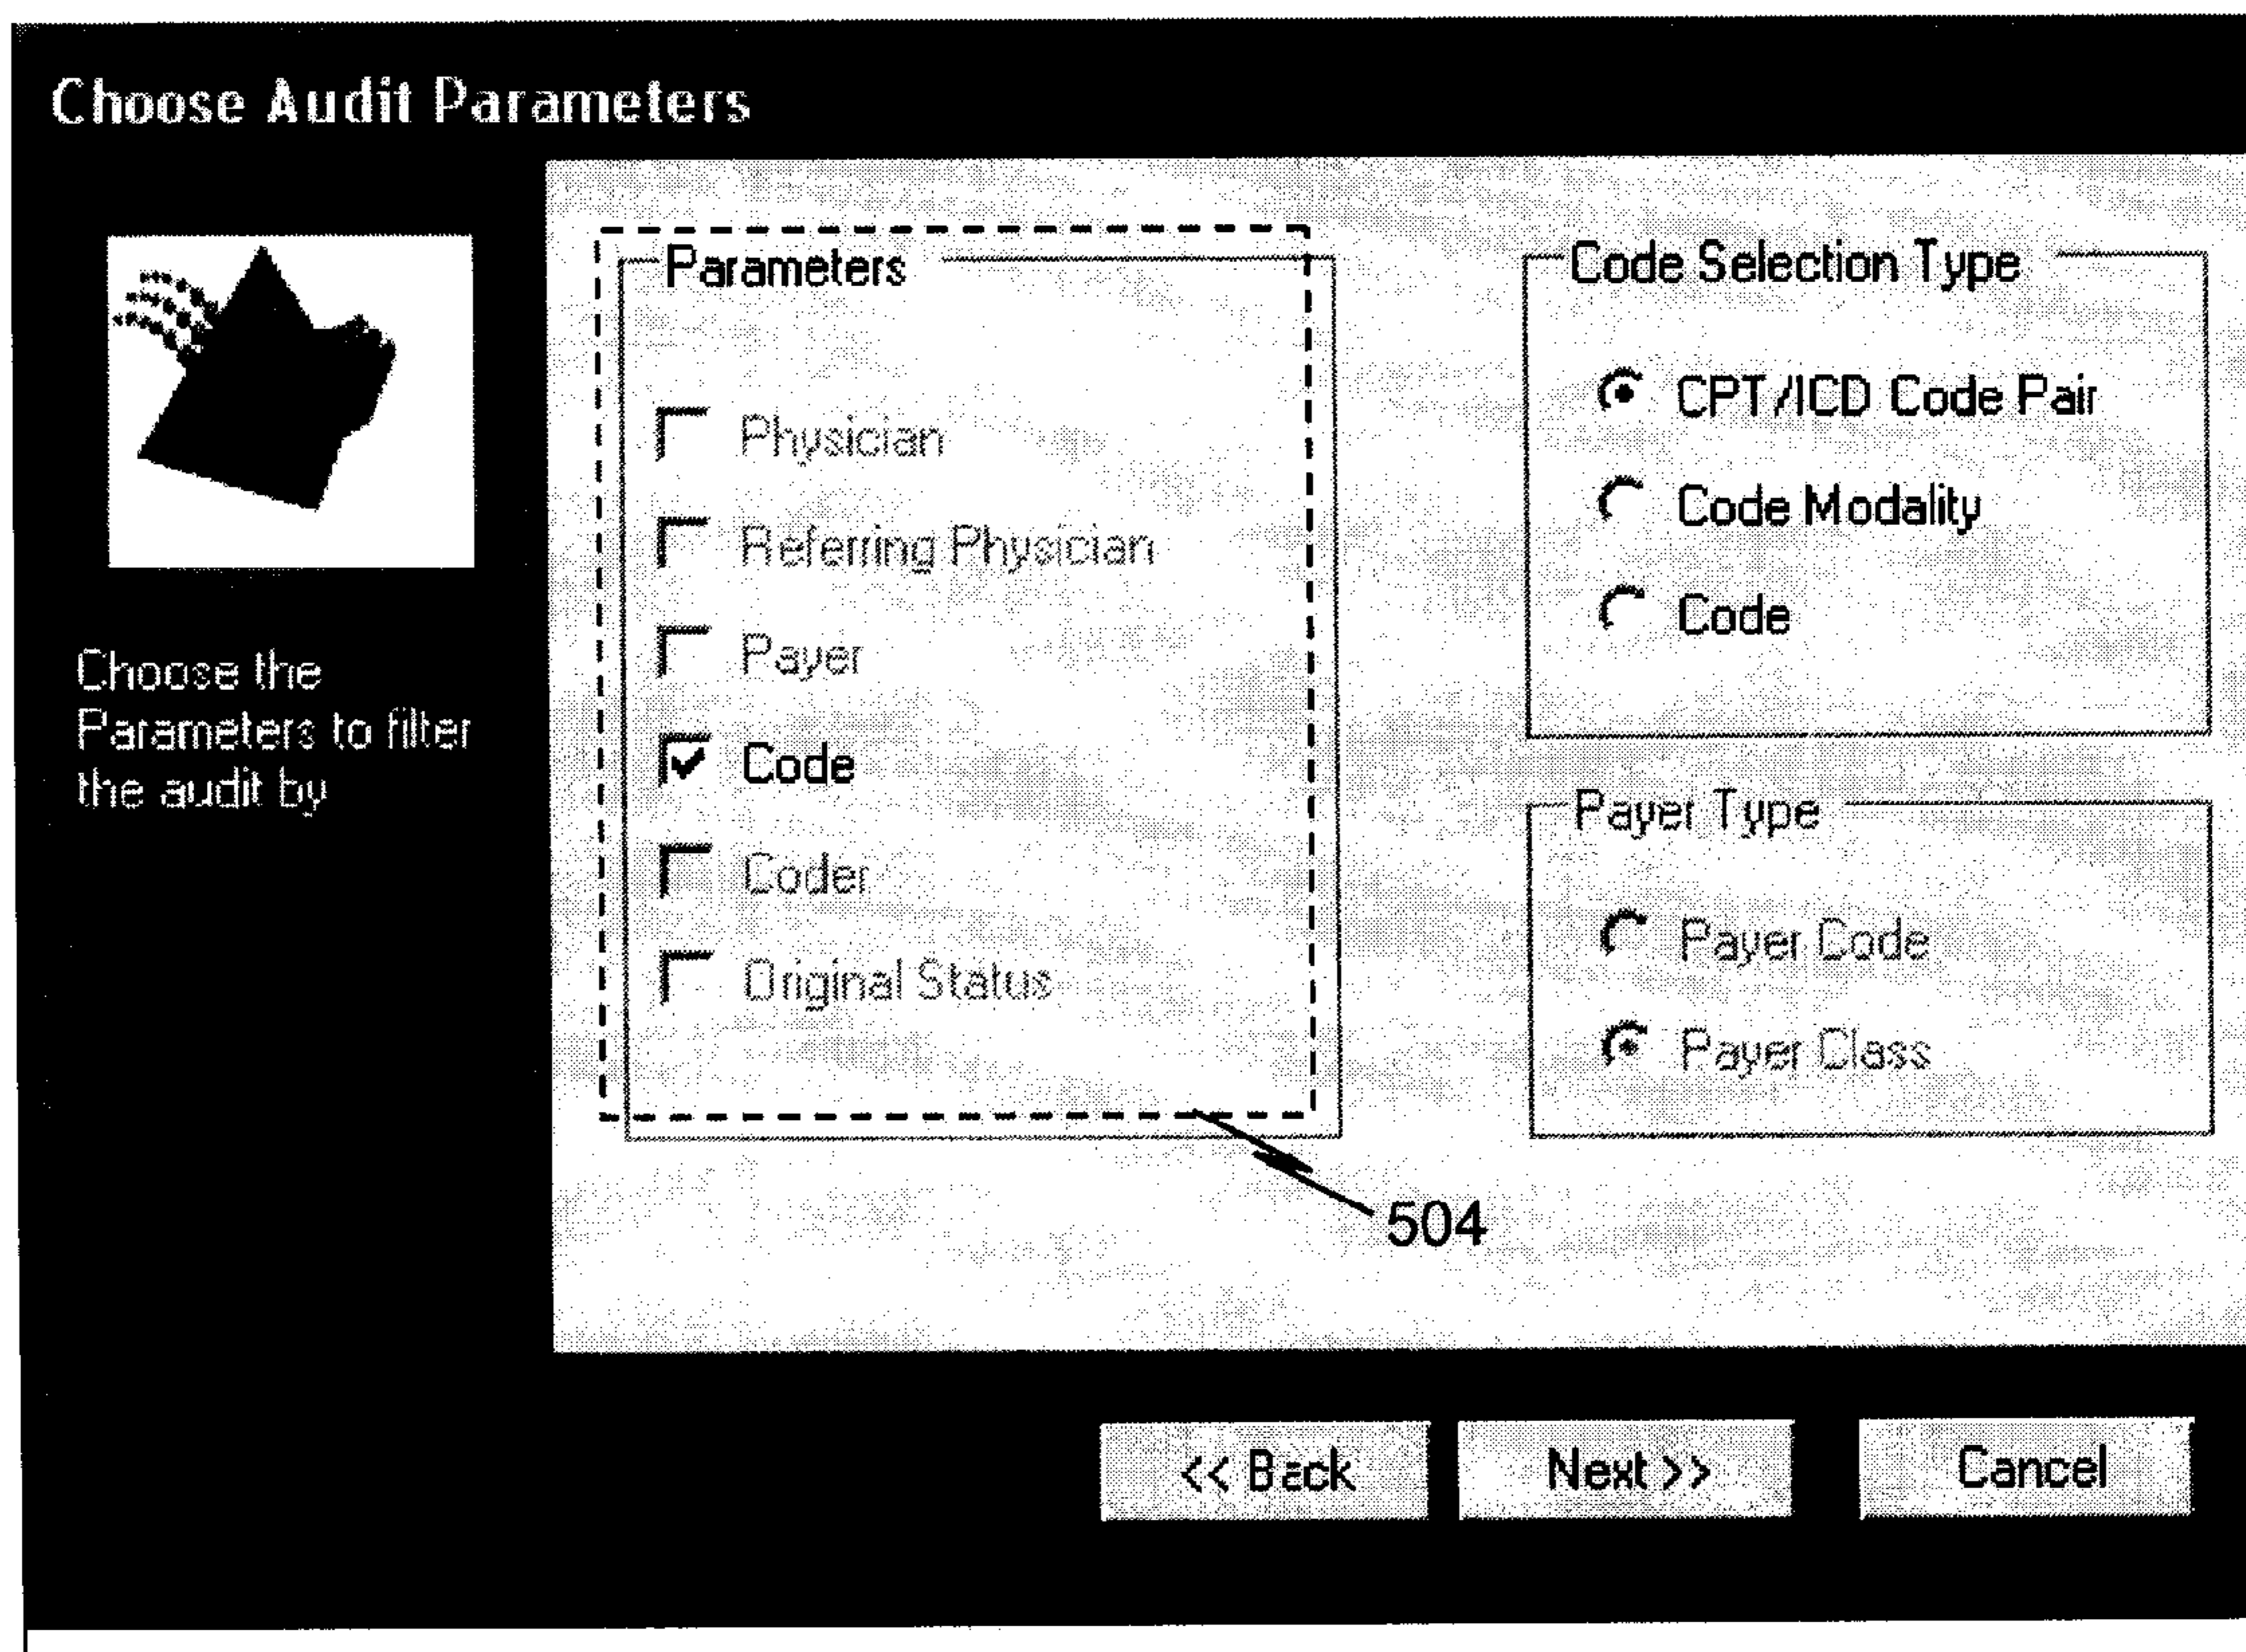 Choose Audit Parameters
Choose the
Parameters to filter
the audit by
Parameters
Physician
Referring Physician
Payer
Code
Coder
Original Status
Code Selection Type
CPT/ICD Code Pair
Code Modality
Code
Payer Type
Payer Code
Payer Class
504
<< Back
Next >>
Cancel